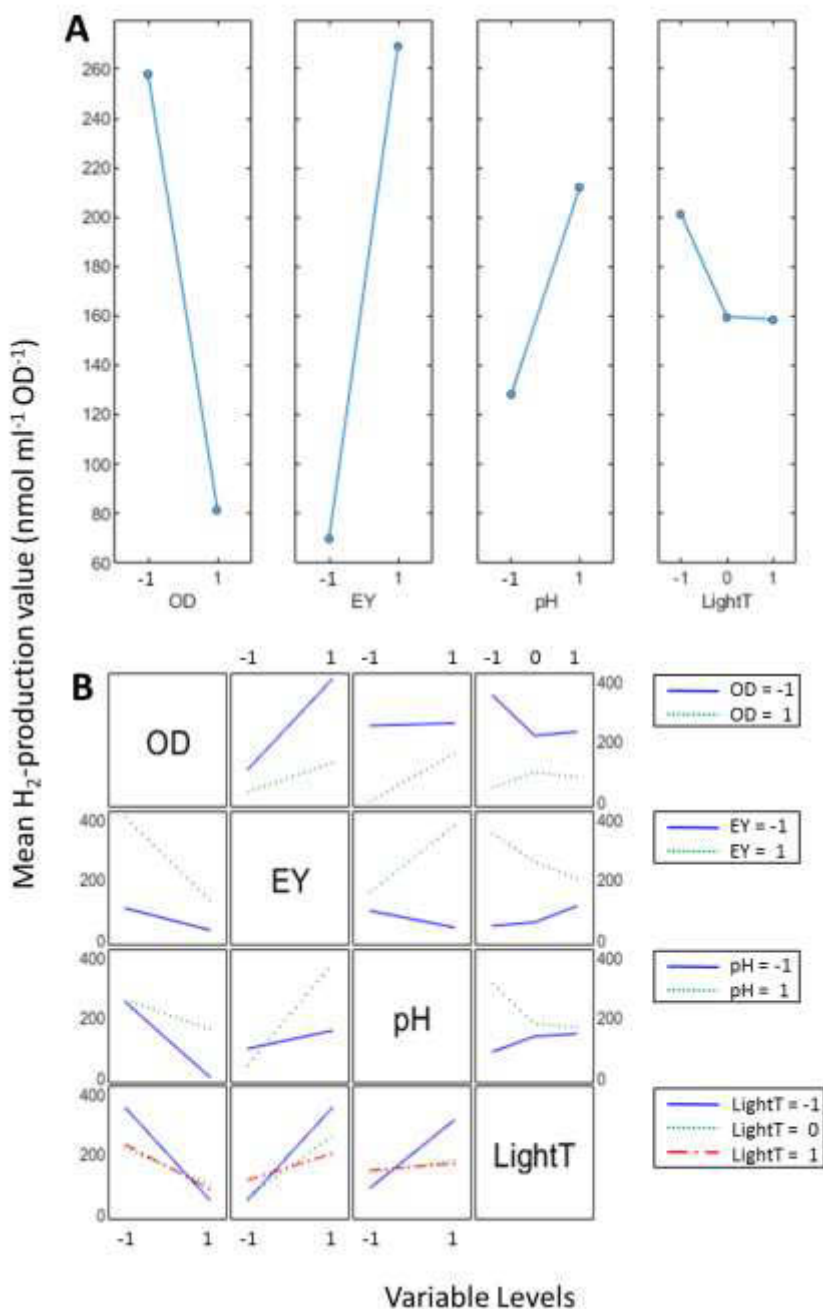 A
260
240
220
200
180
160
140
120
100
80
60
-1 1 -1 1 -1 1 -1 0 1
OD EY pH LightT
Mean H₂-production value (nmol ml⁻¹ OD⁻¹)
B
-1 1 -1 1 -1 0 1
OD
400
200
0
OD = -1
OD = 1
400
200
0
EY
400
200
0
EY = -1
EY = 1
400
200
0
pH
400
200
0
pH = -1
pH = 1
400
200
0
LightT
LightT = -1
LightT = 0
LightT = 1
-1 1 -1 1 -1 1
Variable Levels